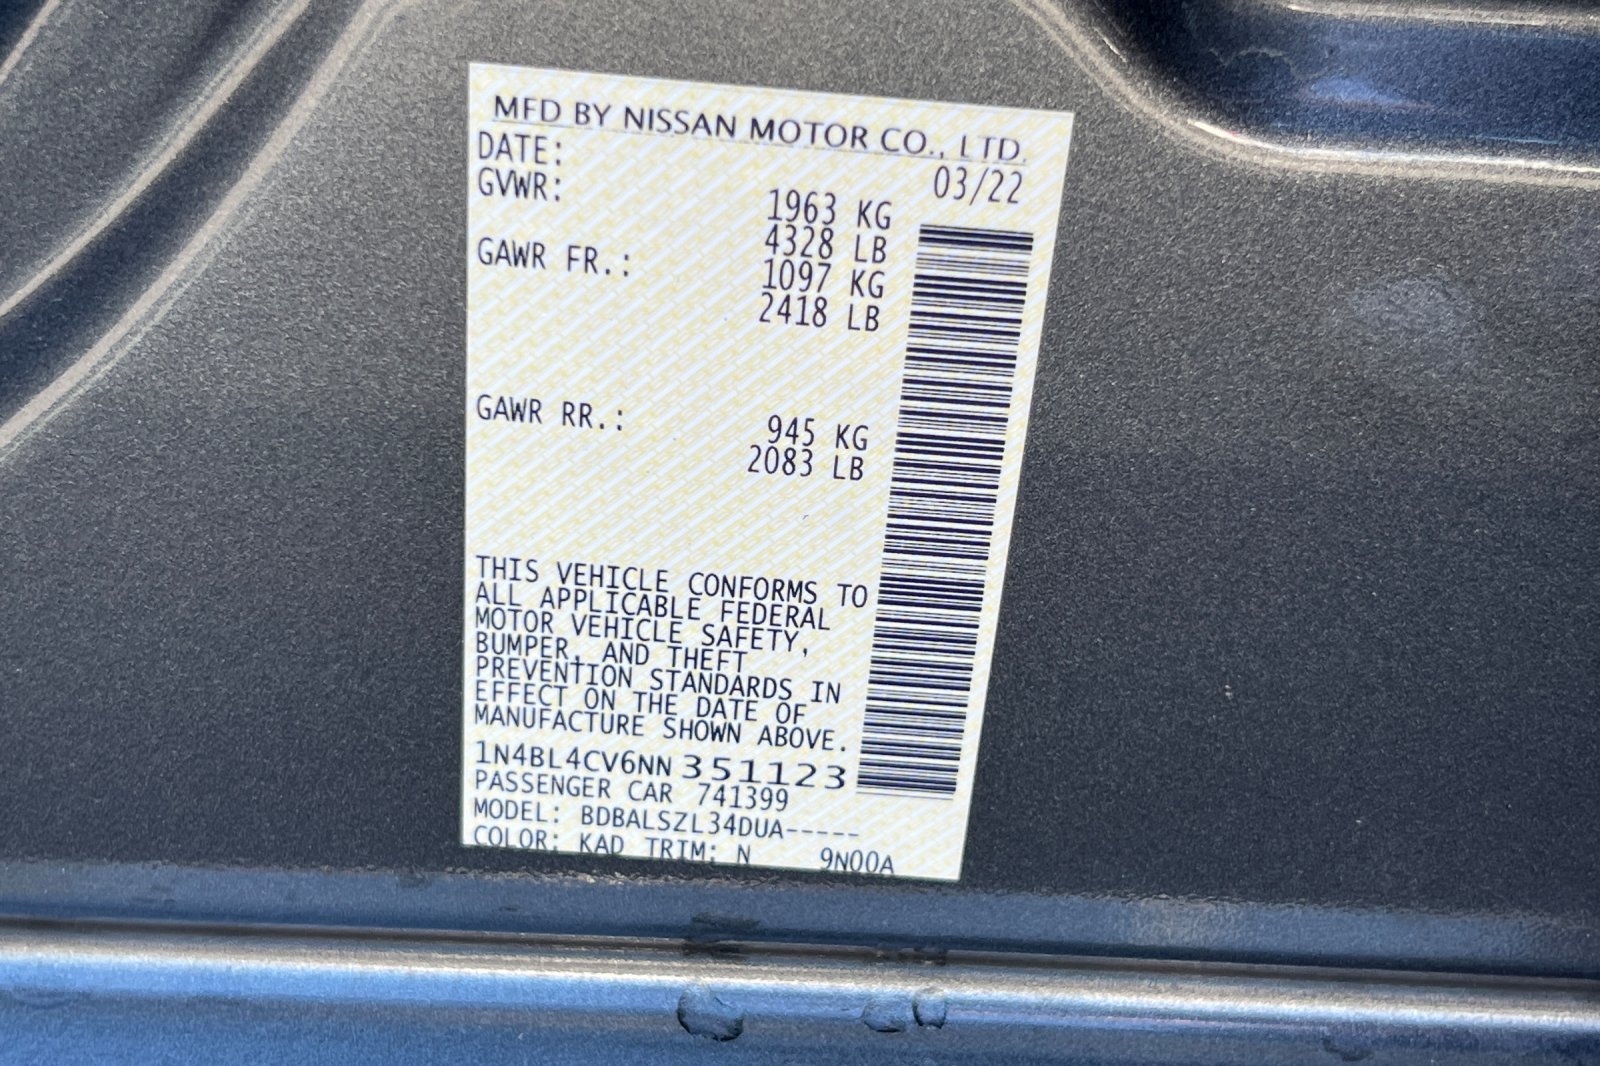 MFD BY NISSAN MOTOR CO., LTD.
DATE: 03/22
GVWR: 1963 KG
4328 LB
GAWR FR.: 1097 KG
2418 LB
GAWR RR.: 945 KG
2083 LB
THIS VEHICLE CONFORMS TO
ALL APPLICABLE FEDERAL
MOTOR VEHICLE SAFETY,
BUMPER, AND THEFT
PREVENTION STANDARDS IN
EFFECT ON THE DATE OF
MANUFACTURE SHOWN ABOVE.
1N4BL4CV6NN351123
PASSENGER CAR 741399
MODEL: BDBALSZL34DUA-----
COLOR: KAD TRIM: N 9N00A